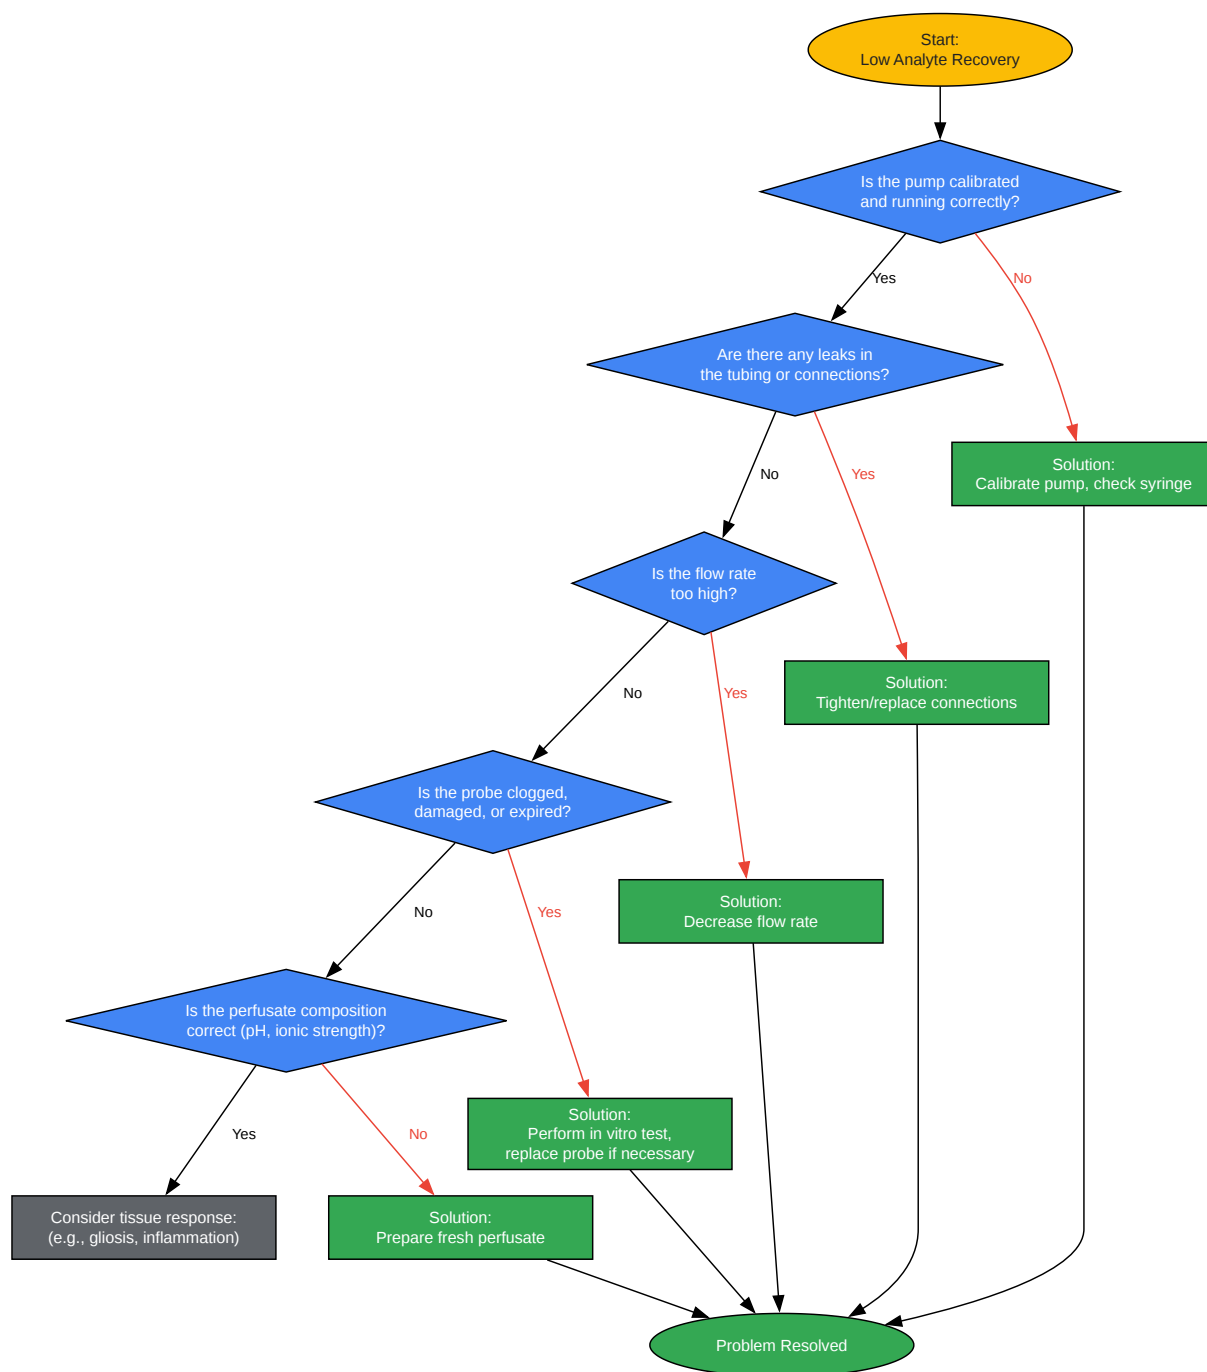 Start:
Low Analyte Recovery
Is the pump calibrated
and running correctly?
Yes
No
Are there any leaks in
the tubing or connections?
Solution:
Calibrate pump, check syringe
No
Yes
Is the flow rate
too high?
Solution:
Tighten/replace connections
No
Yes
Is the probe clogged,
damaged, or expired?
Solution:
Decrease flow rate
No
Yes
Is the perfusate composition
correct (pH, ionic strength)?
Solution:
Perform in vitro test,
replace probe if necessary
Yes
No
Consider tissue response:
(e.g., gliosis, inflammation)
Solution:
Prepare fresh perfusate
Problem Resolved